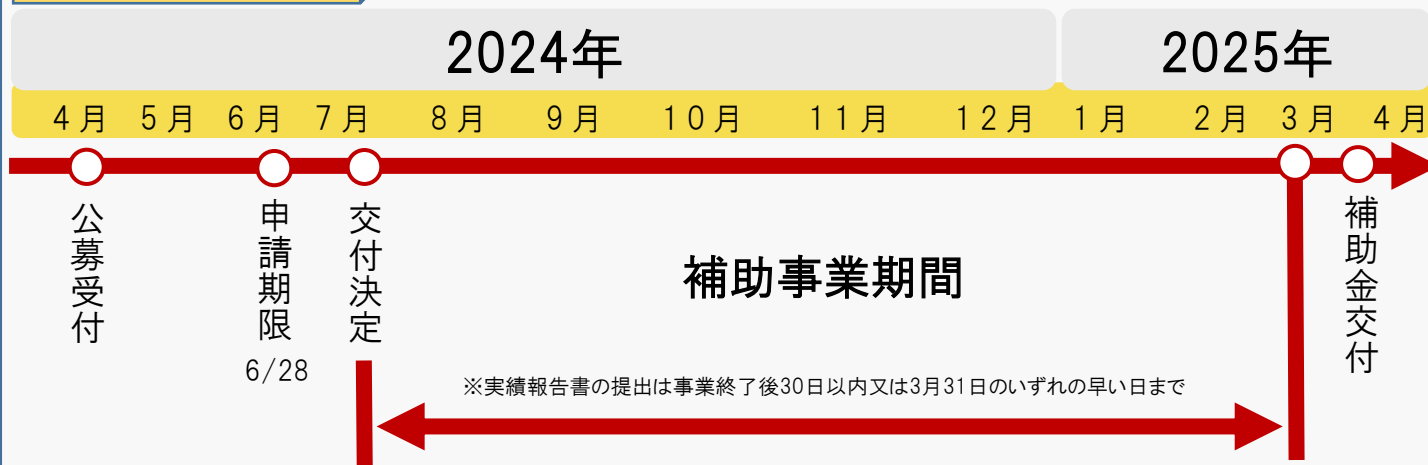 2024年
2025年
4月 5月 6月 7月 8月 9月 10月 11月 12月 1月 2月 3月 4月
公募受付
申請期限
6/28
交付決定
補助事業期間
※実績報告書の提出は事業終了後30日以内又は3月31日のいずれの早い日まで
補助金交付